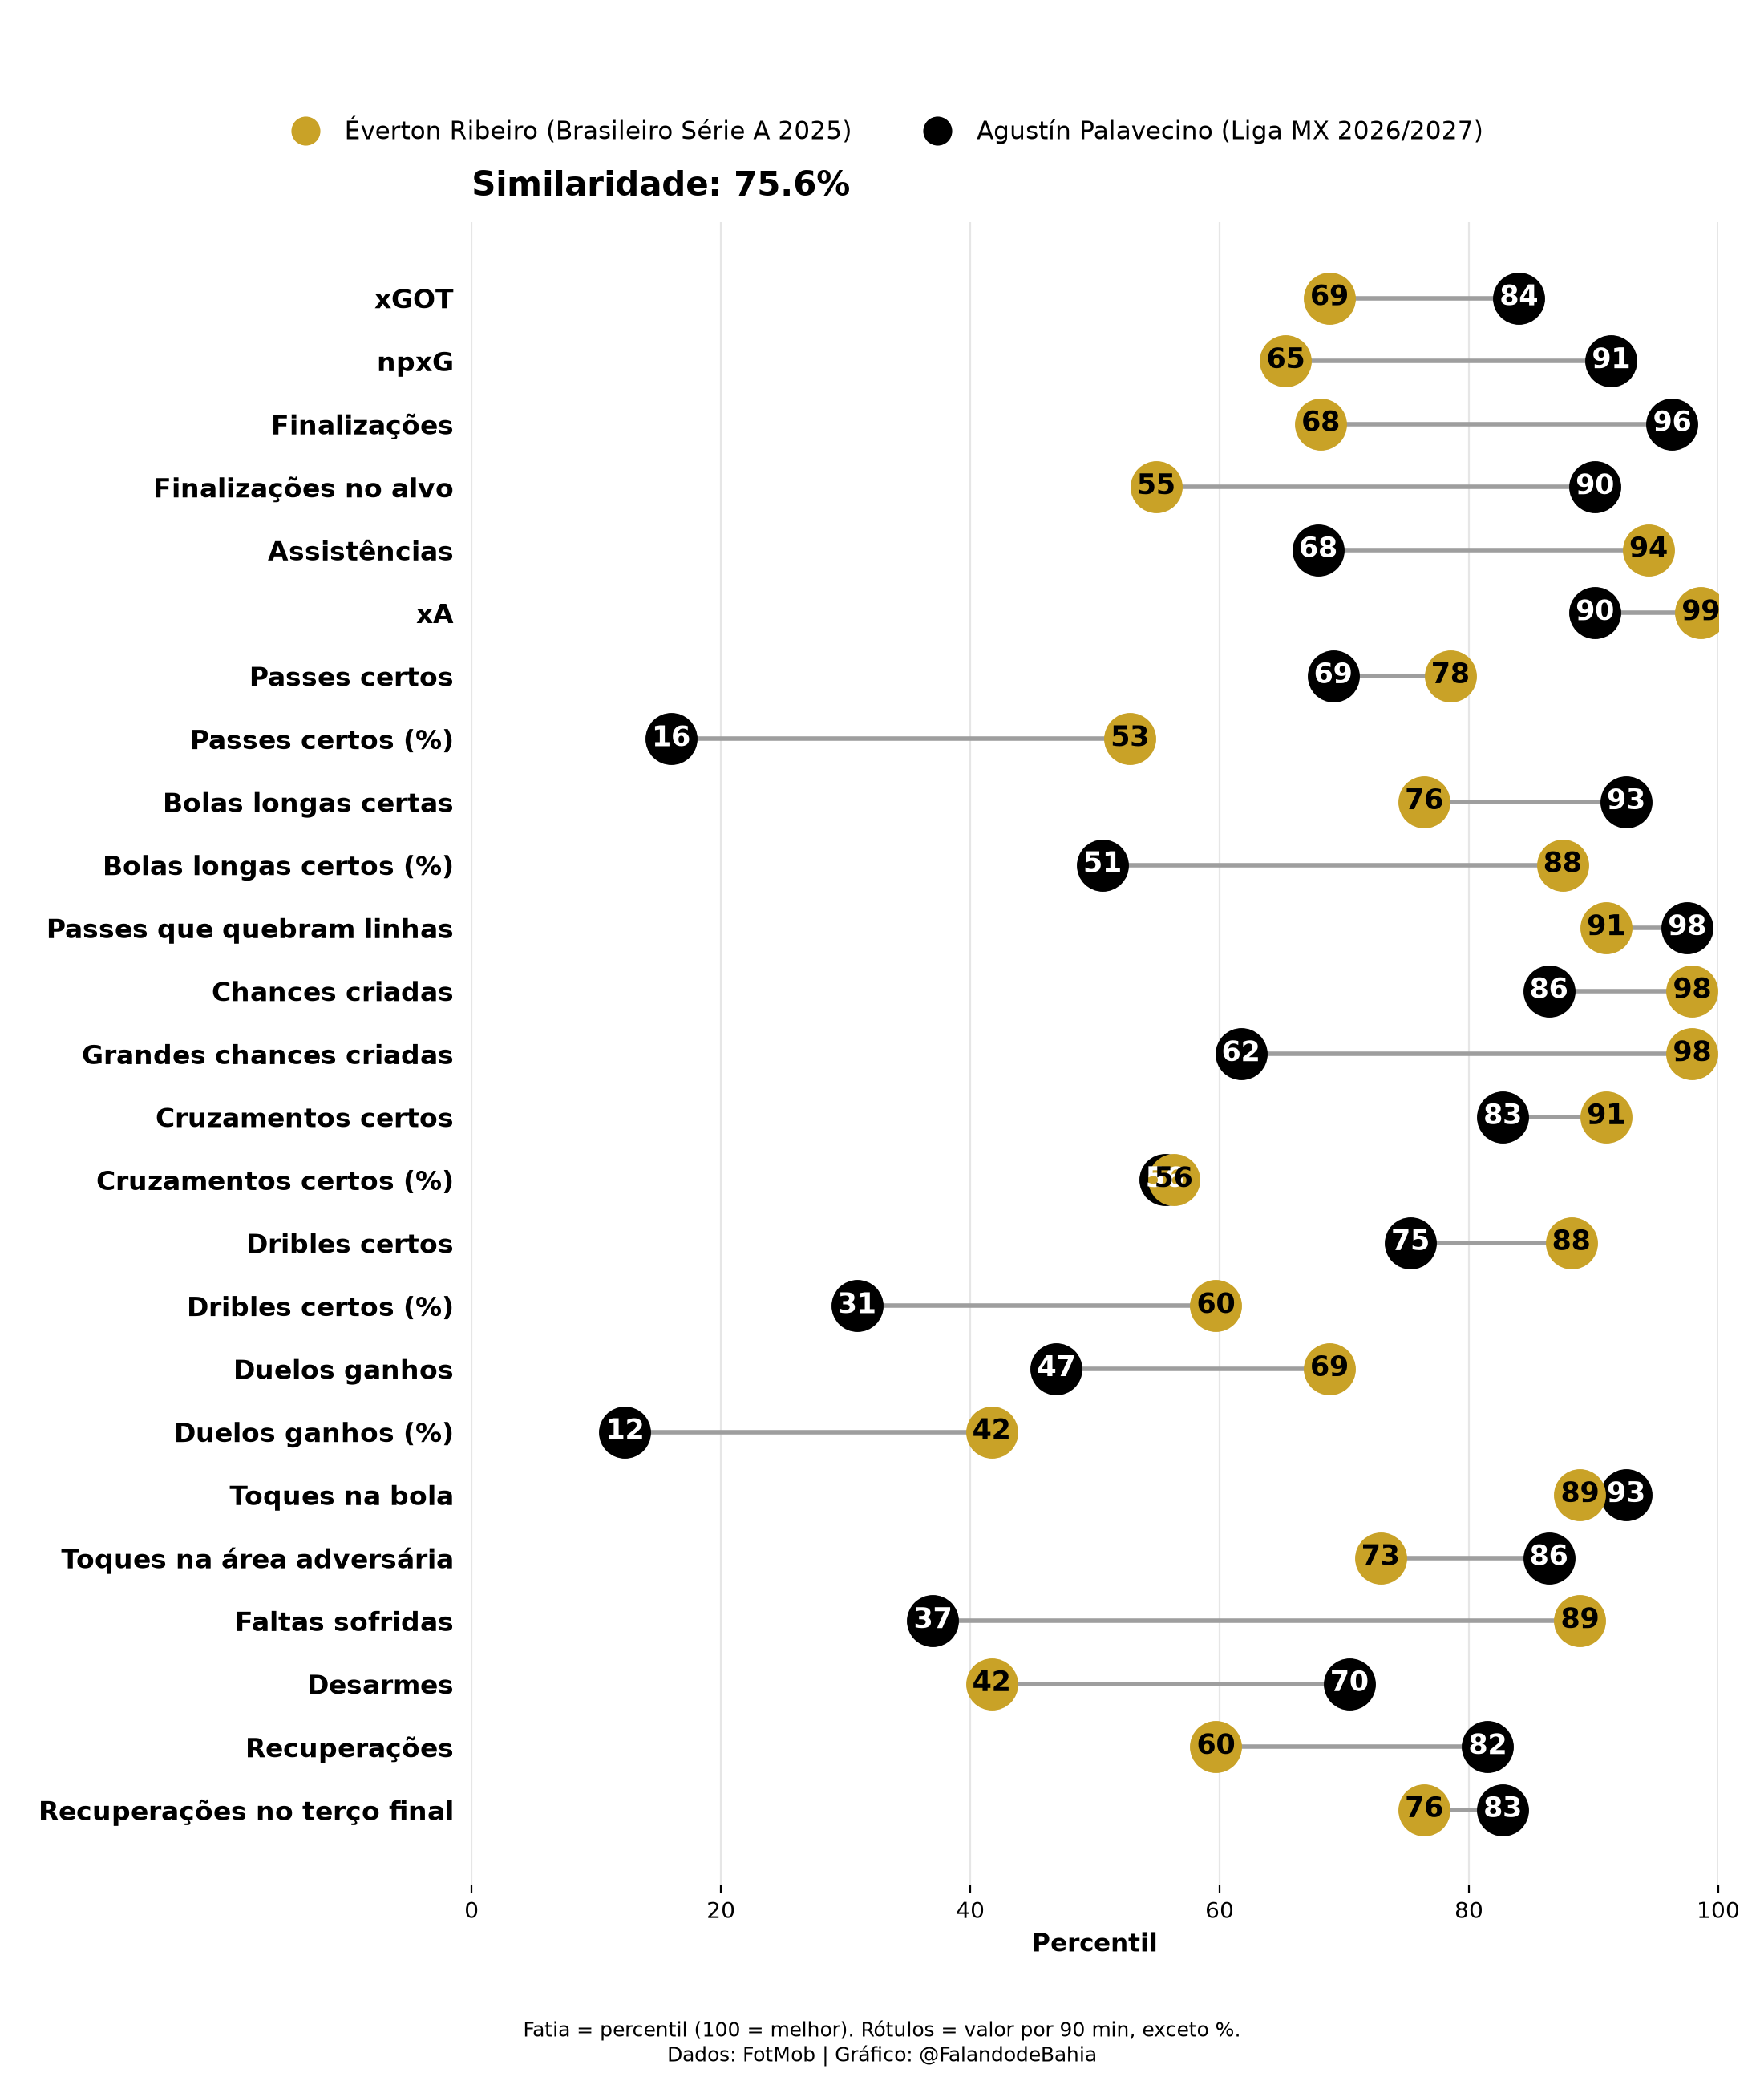 Éverton Ribeiro (Brasileiro Série A 2025) Agustín Palavecino (Liga MX 2026/2027)
Similaridade: 75.6%
xGOT 69 84
npxG 65 91
Finalizações 68 96
Finalizações no alvo 55 90
Assistências 68 94
xA 90 99
Passes certos 69 78
Passes certos (%) 16 53
Bolas longas certas 76 93
Bolas longas certos (%) 51 88
Passes que quebram linhas 91 98
Chances criadas 86 98
Grandes chances criadas 62 98
Cruzamentos certos 83 91
Cruzamentos certos (%) 56
Dribles certos 75 88
Dribles certos (%) 31 60
Duelos ganhos 47 69
Duelos ganhos (%) 12 42
Toques na bola 89 93
Toques na área adversária 73 86
Faltas sofridas 37 89
Desarmes 42 70
Recuperações 60 82
Recuperações no terço final 76 83
0 20 40 60 80 100
Percentil
Fatia = percentil (100 = melhor). Rótulos = valor por 90 min, exceto %.
Dados: FotMob | Gráfico: @FalandodeBahia